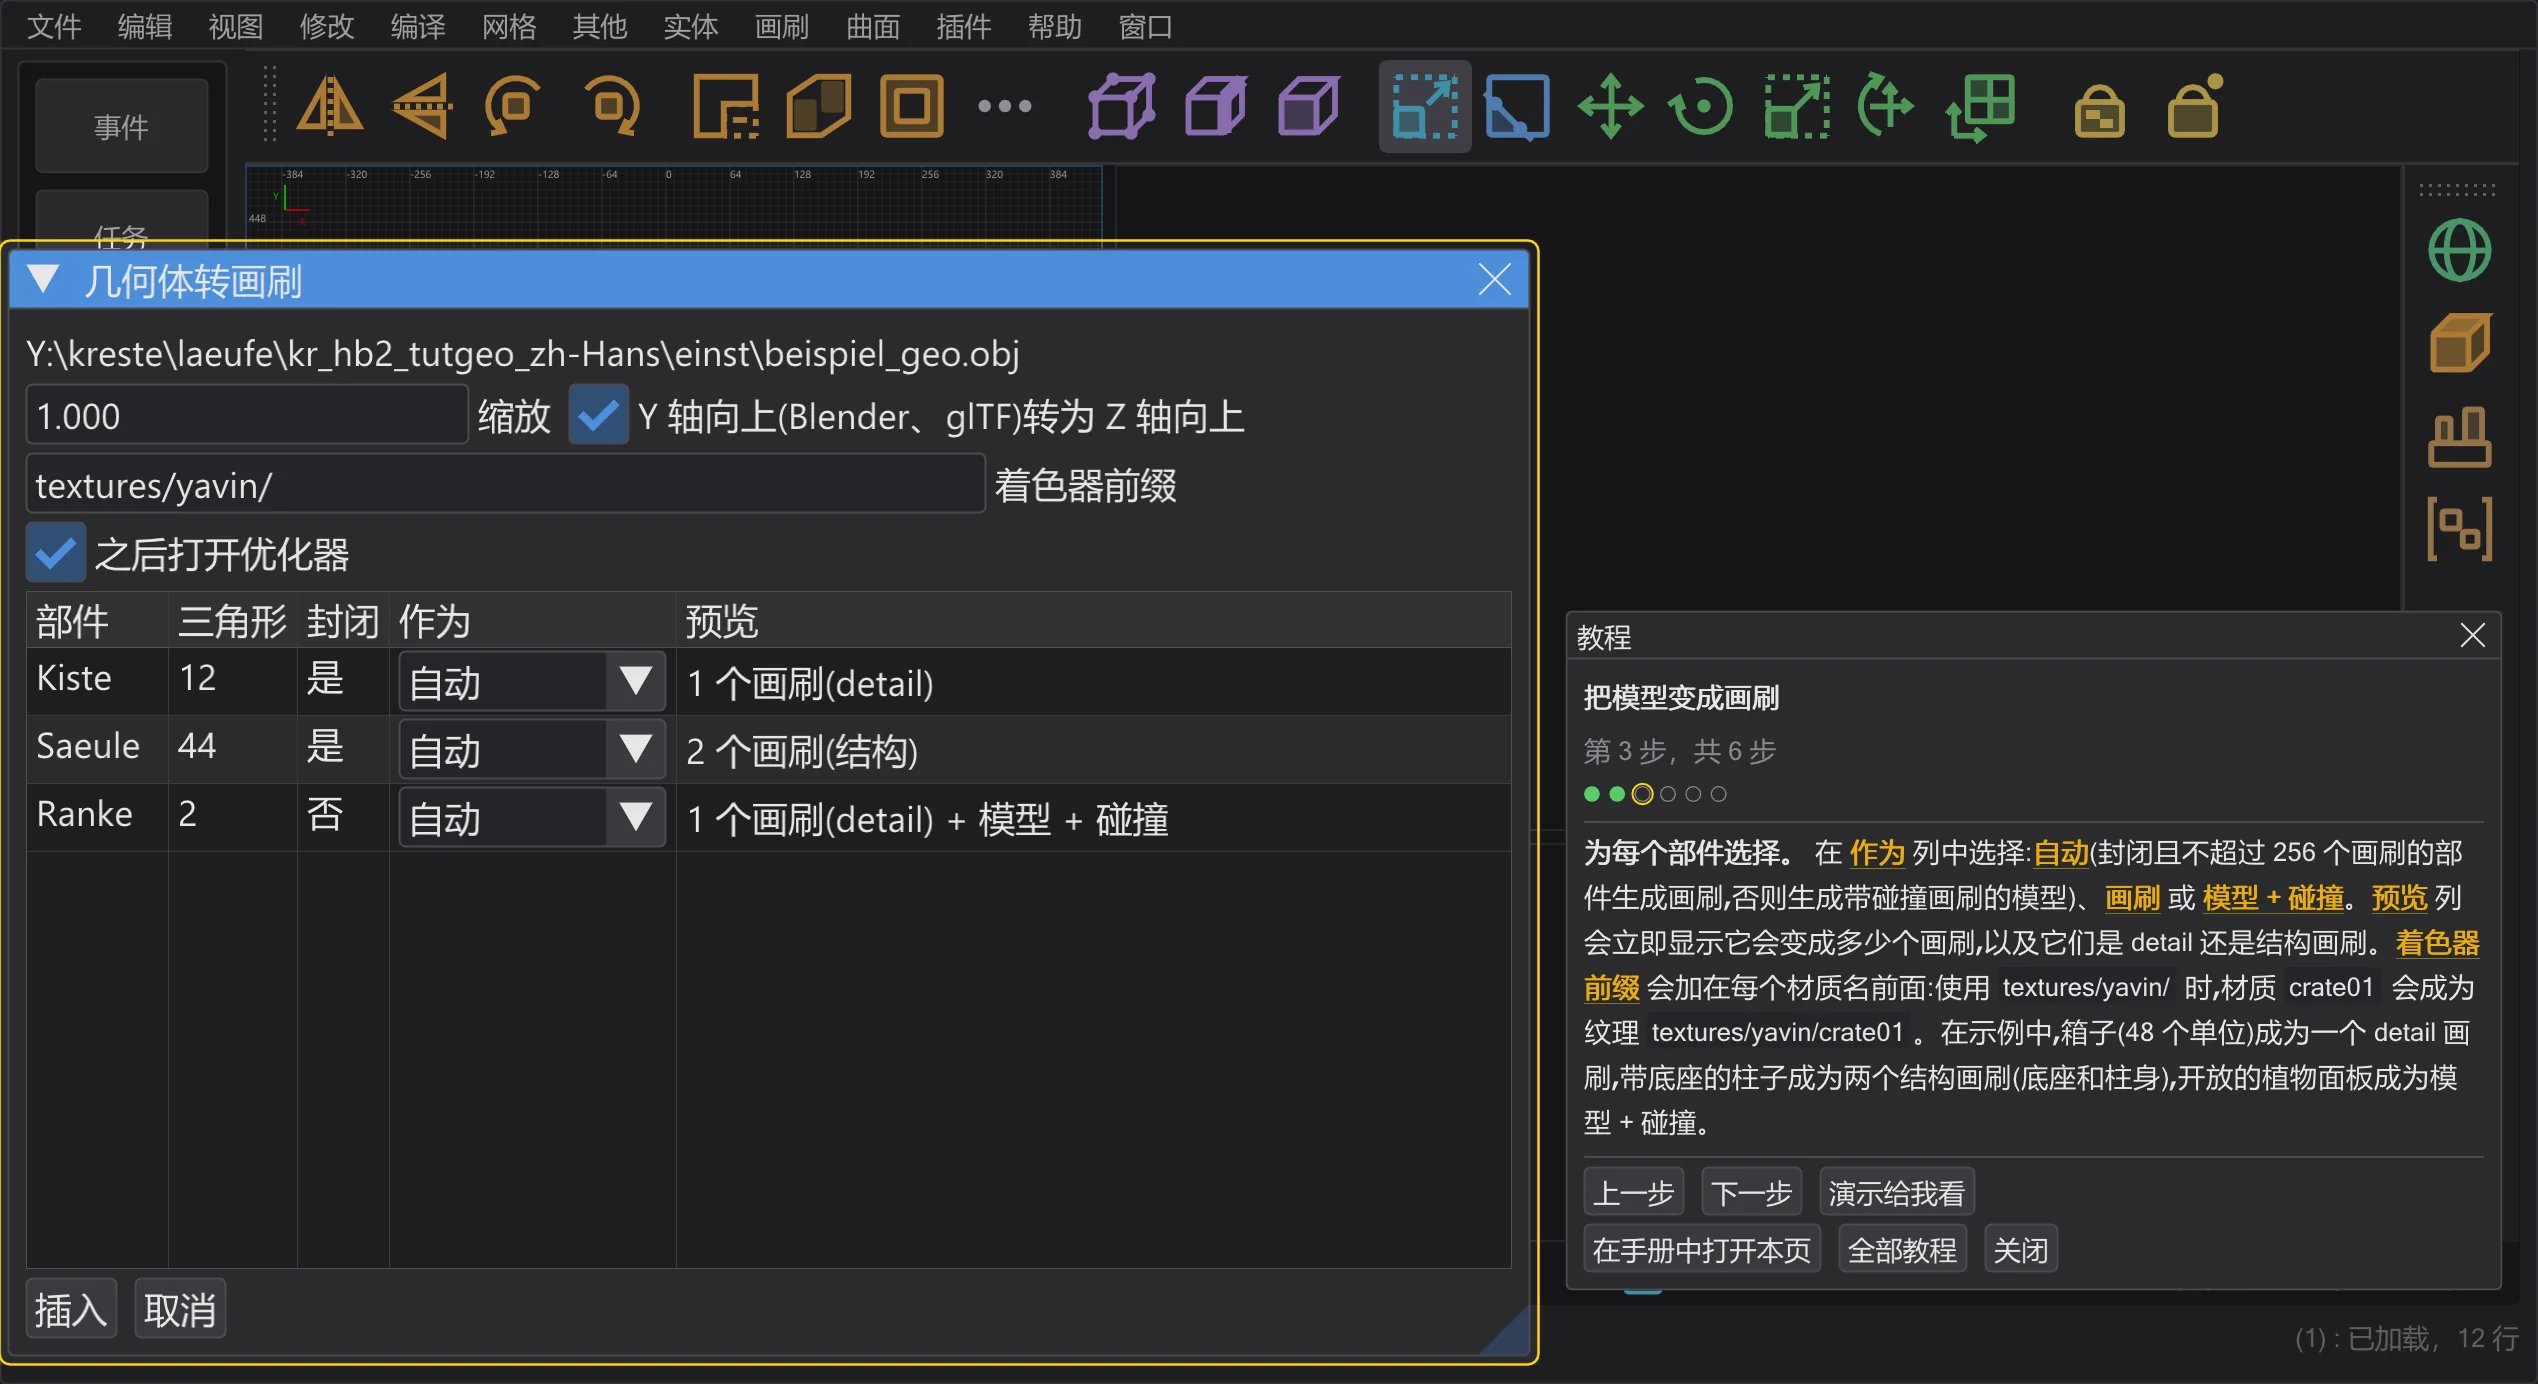 文件 编辑 视图 修改 编译 网格 其他 实体 画刷 曲面 插件 帮助 窗口
事件
任务
-384 -320 -256 -192 -128 -64 0 64 128 192 256 320 384
Y
X
448
几何体转画刷
Y:\kreste\laeufe\kr_hb2_tutgeo_zh-Hans\einst\beispiel_geo.obj
1.000 缩放 Y 轴向上(Blender、glTF)转为 Z 轴向上
textures/yavin/ 着色器前缀
之后打开优化器
部件 三角形 封闭 作为 预览
Kiste 12 是 自动 1 个画刷(detail)
Saeule 44 是 自动 2 个画刷(结构)
Ranke 2 否 自动 1 个画刷(detail) + 模型 + 碰撞
插入 取消
教程
把模型变成画刷
第 3 步，共 6 步
为每个部件选择。 在 作为 列中选择:自动(封闭且不超过 256 个画刷的部
件生成画刷,否则生成带碰撞画刷的模型)、画刷 或 模型 + 碰撞。预览 列
会立即显示它会变成多少个画刷,以及它们是 detail 还是结构画刷。着色器
前缀 会加在每个材质名前面:使用 textures/yavin/ 时,材质 crate01 会成为
纹理 textures/yavin/crate01 。在示例中,箱子(48 个单位)成为一个 detail 画
刷,带底座的柱子成为两个结构画刷(底座和柱身),开放的植物面板成为模
型 + 碰撞。
上一步 下一步 演示给我看
在手册中打开本页 全部教程 关闭
(1) : 已加载，12 行